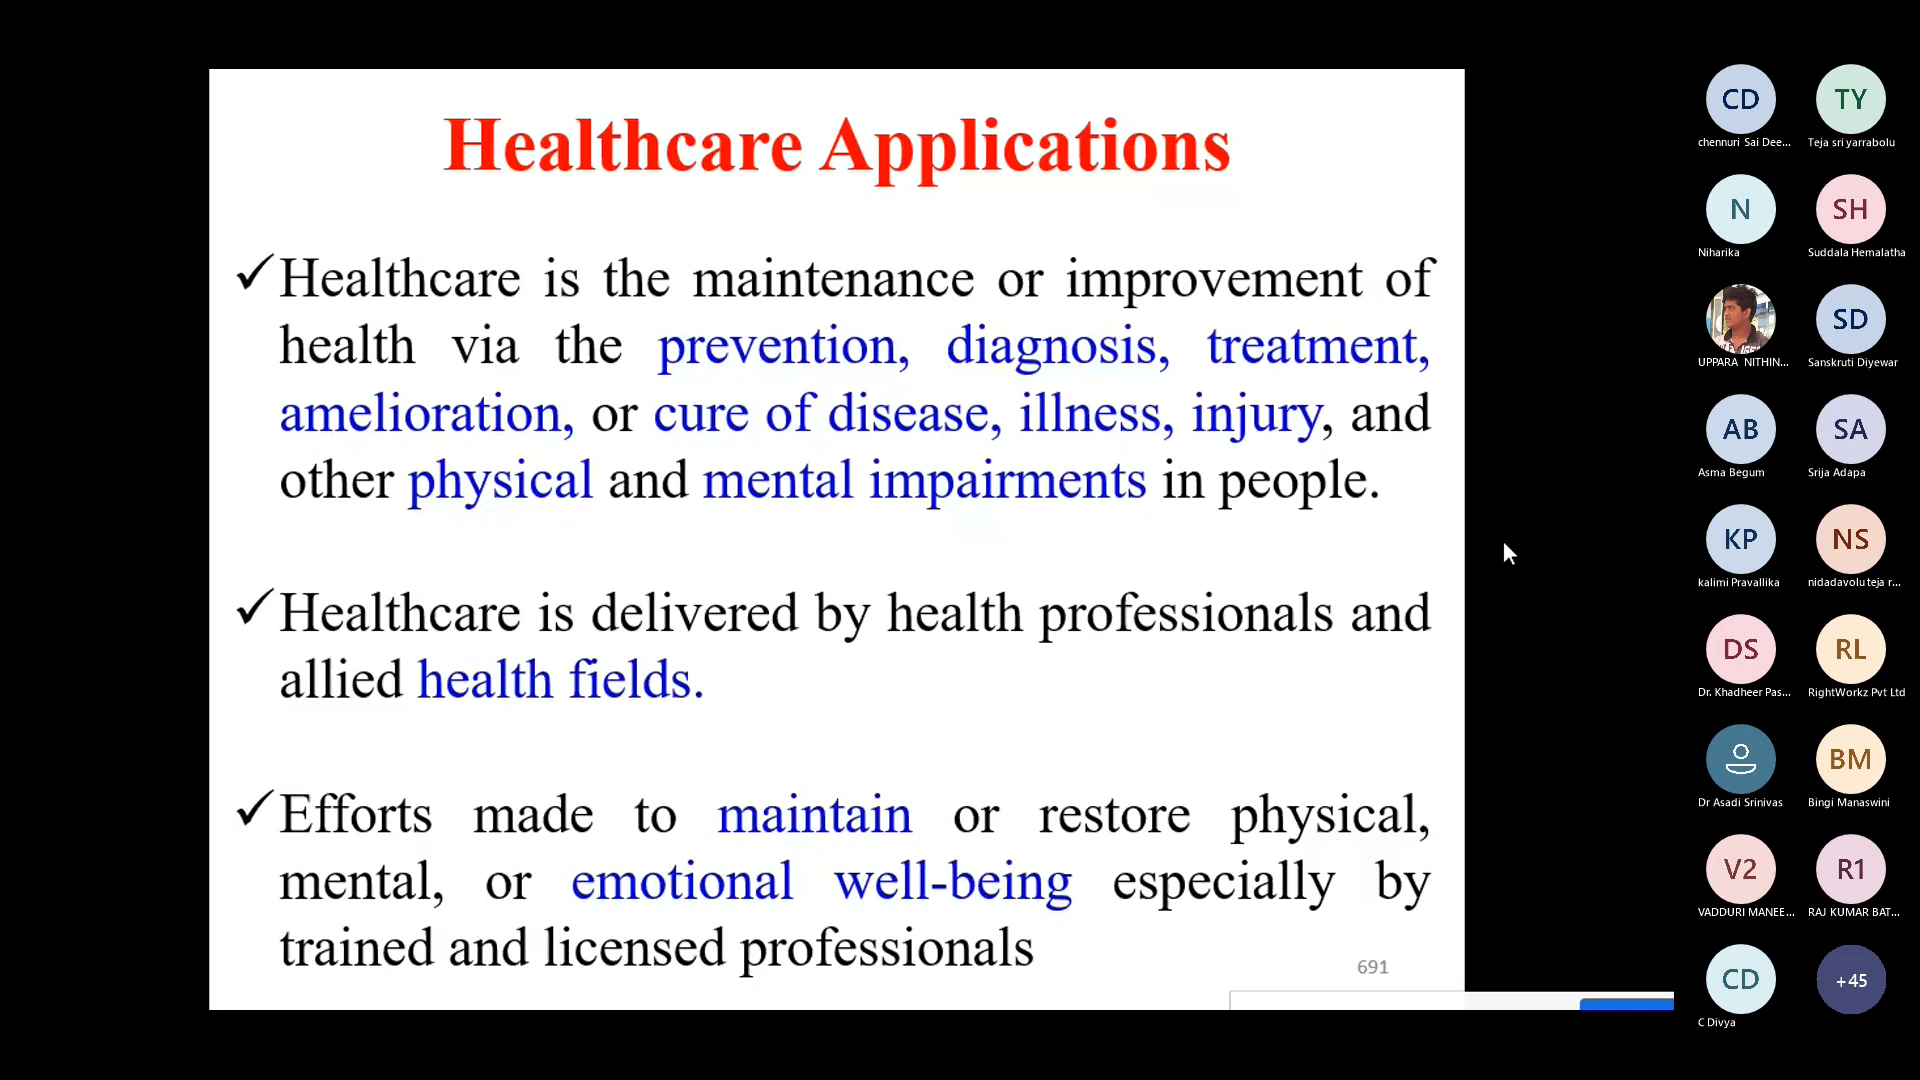 Healthcare Applications
✓Healthcare is the maintenance or improvement of
health via the prevention, diagnosis, treatment,
amelioration, or cure of disease, illness, injury, and
other physical and mental impairments in people.
✓Healthcare is delivered by health professionals and
allied health fields.
✓Efforts made to maintain or restore physical,
mental, or emotional well-being especially by
trained and licensed professionals
691
CD
TY
chennuri Sai Dee...
Teja sri yarrabolu
N
SH
Niharika
Suddala Hemalatha
SD
UPPARA NITHIN...
Sanskruti Diyewar
AB
SA
Asma Begum
Srija Adapa
KP
NS
kalimi Pravallika
nidadavolu teja r...
DS
RL
Dr. Khadheer Pas...
RightWorkz Pvt Ltd
BM
Dr Asadi Srinivas
Bingi Manaswini
V2
R1
VADDURI MANEE...
RAJ KUMAR BAT...
CD
+45
C Divya